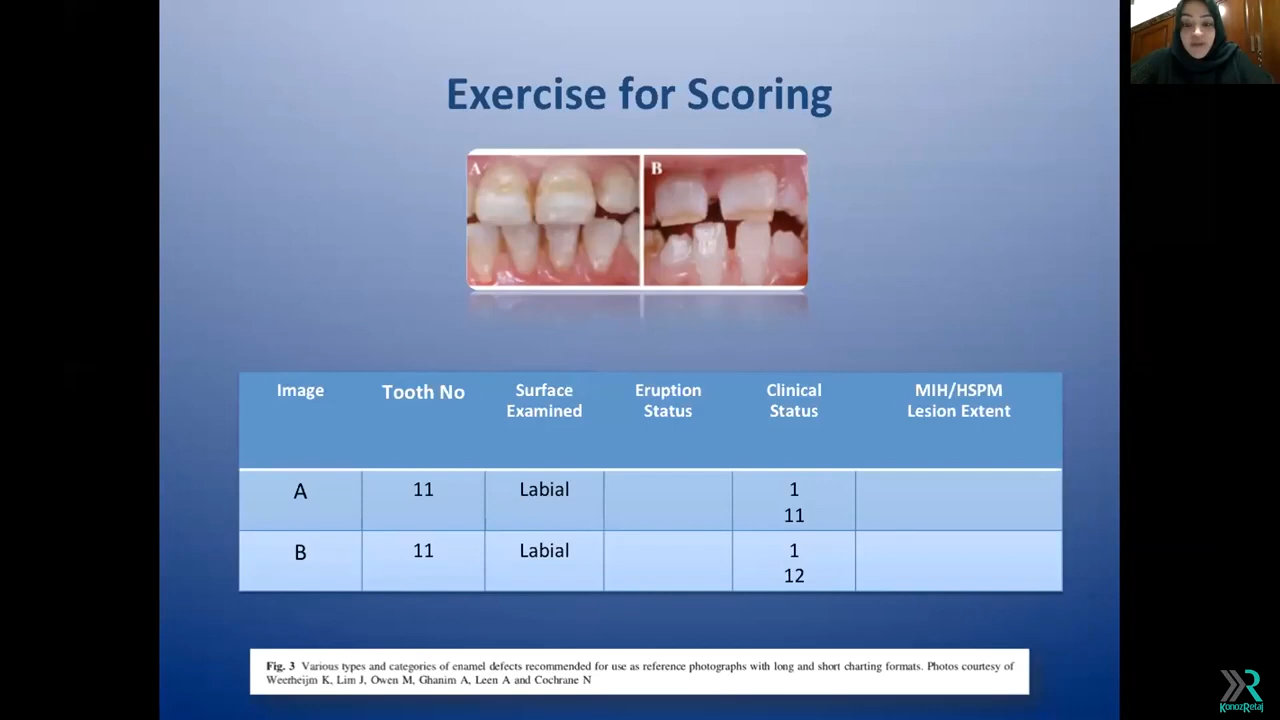 Exercise for Scoring
A
B
Image
Tooth No
Surface
Examined
Eruption
Status
Clinical
Status
MIH/HSPM
Lesion Extent
A
11
Labial
1
11
B
11
Labial
1
12
Fig. 3 Various types and categories of enamel defects recommended for use as reference photographs with long and short charting formats. Photos courtesy of
Weerheijm K, Lim J, Owen M, Ghanim A, Leen A and Cochrane N
KonozRetaj